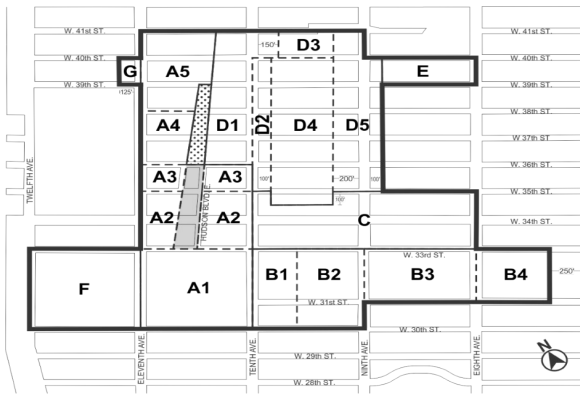 W. 41st ST. W. 41st ST.
150' D3
W. 40th ST. W. 40th ST.
G A5 E
W. 39th ST. W. 39th ST.
125'
W. 38th ST.
A4 D1 D2 D4 D5
W 37th ST.
W. 36th ST.
A3 A3 100' 200' 100'
TWELFTH AVE.
W. 35th ST.
100'
A2 HUDSON BLVD. E A2 C
W. 34th ST.
W. 33rd ST.
B1 B2 B3 B4 250'
F A1
W. 31st ST.
W. 30th ST.
ELEVENTH AVE. TENTH AVE. NINTH AVE. EIGHTH AVE.
N
W. 29th ST.
W. 28th ST.